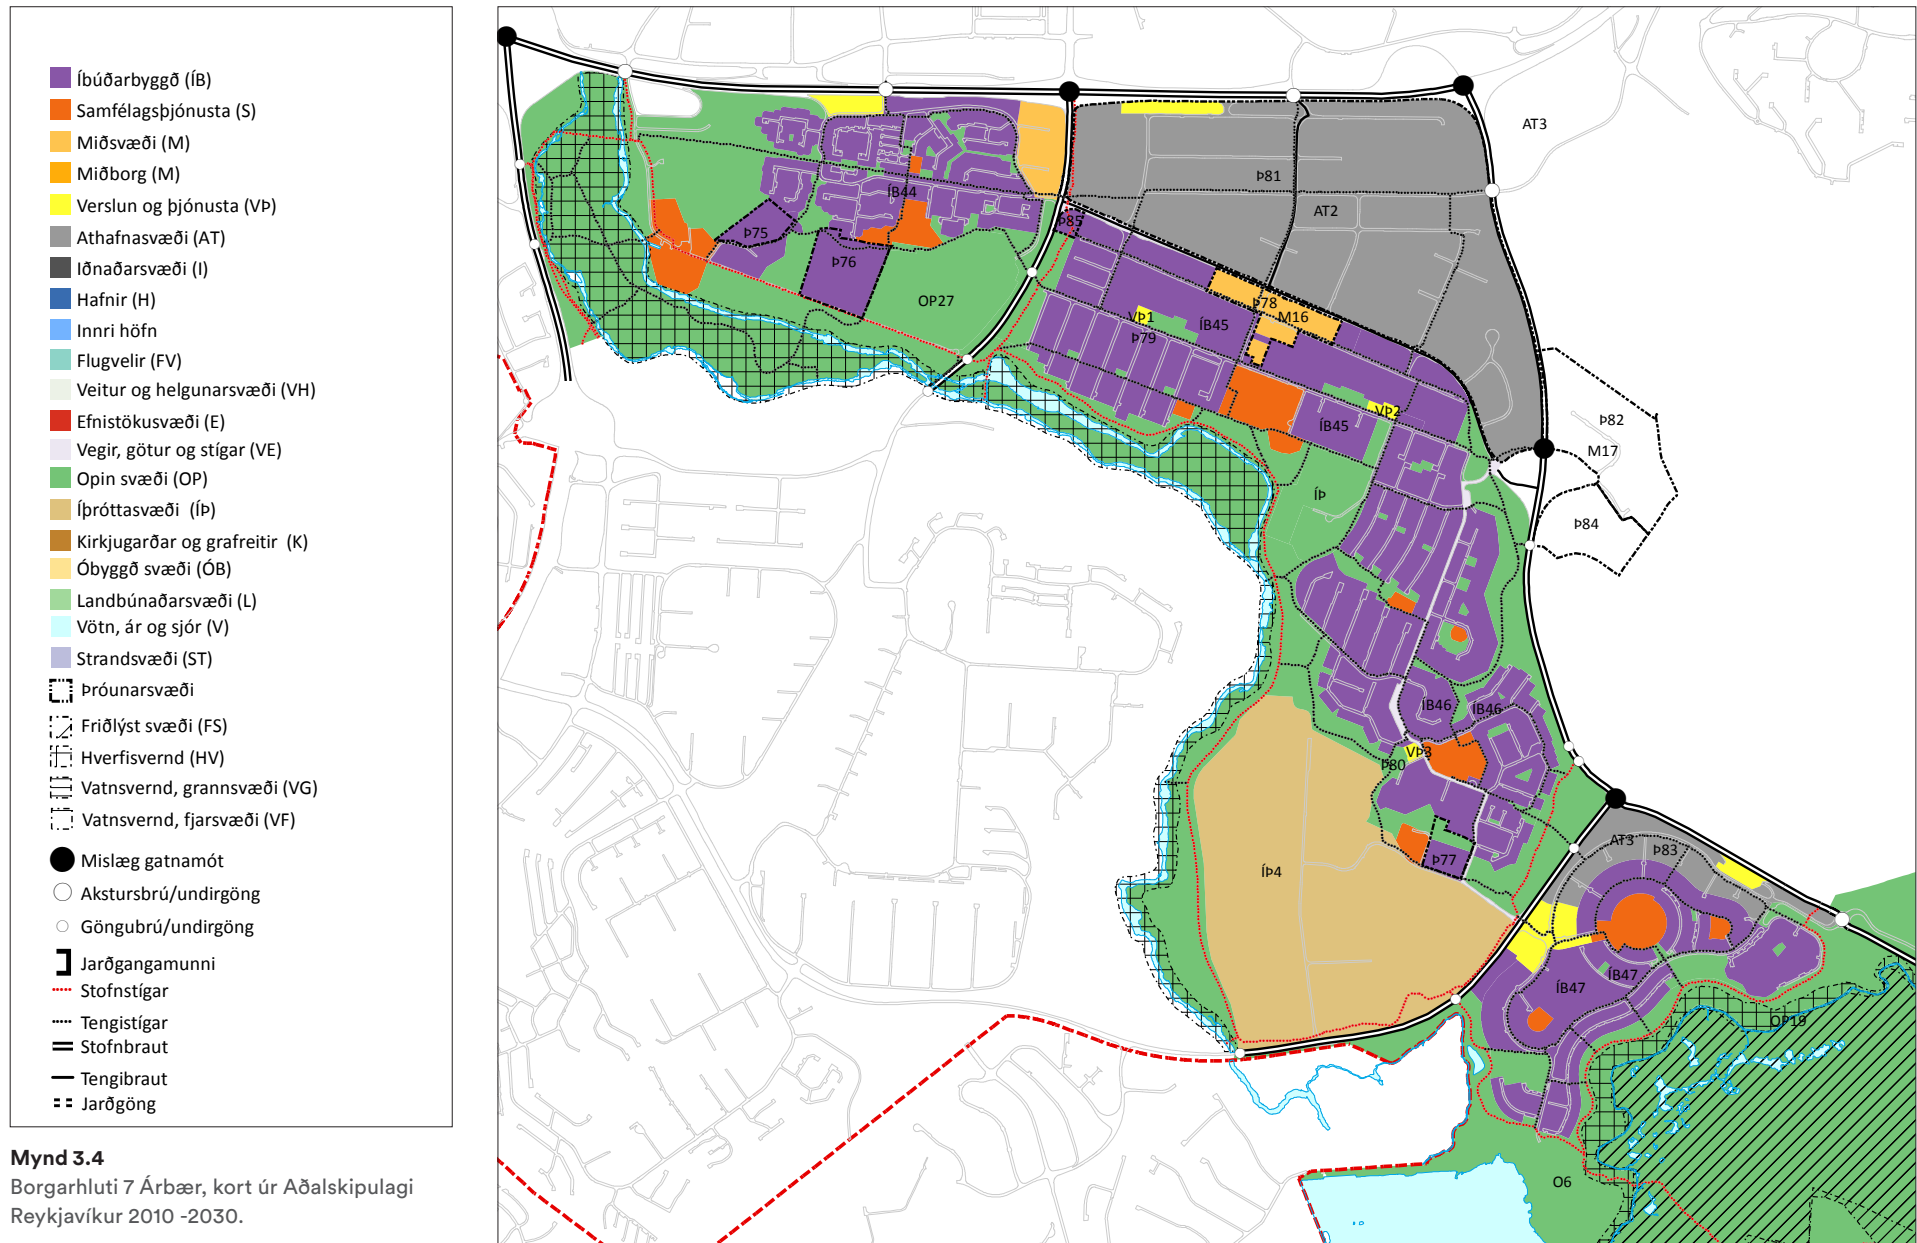 Íbúðarbyggð (ÍB)
Samfélagsþjónusta (S)
Miðsvæði (M)
Miðborg (M)
Verslun og þjónusta (VÞ)
Athafnasvæði (AT)
Iðnaðarsvæði (I)
Hafnir (H)
Innri höfn
Flugvelir (FV)
Veitur og helgunarsvæði (VH)
Efnistökusvæði (E)
Vegir, götur og stígar (VE)
Opin svæði (OP)
Íþróttasvæði (ÍÞ)
Kirkjugarðar og grafreitir (K)
Óbyggð svæði (ÓB)
Landbúnaðarsvæði (L)
Vötn, ár og sjór (V)
Strandsvæði (ST)
Þróunarsvæði
Friðlýst svæði (FS)
Hverfisvernd (HV)
Vatnsvernd, grannsvæði (VG)
Vatnsvernd, fjarsvæði (VF)
Mislæg gatnamót
Akstursbrú/undirgöng
Göngubrú/undirgöng
Jarðgangamunni
Stofnstígar
Tengistígar
Stofnbraut
Tengibraut
Jarðgöng
Mynd 3.4
Borgarhluti 7 Árbær, kort úr Aðalskipulagi
Reykjavíkur 2010 -2030.
AT3
Þ81
ÍB44
AT2
Þ85
Þ75
Þ76
OP27
Þ78
VÞ1
ÍB45
M16
Þ79
VÞ2
ÍB45
Þ82
M17
ÍÞ
Þ84
ÍB46
ÍB46
VÞ3
Þ80
AT3
Þ83
Þ77
ÍÞ4
ÍB47
ÍB47
OP19
O6